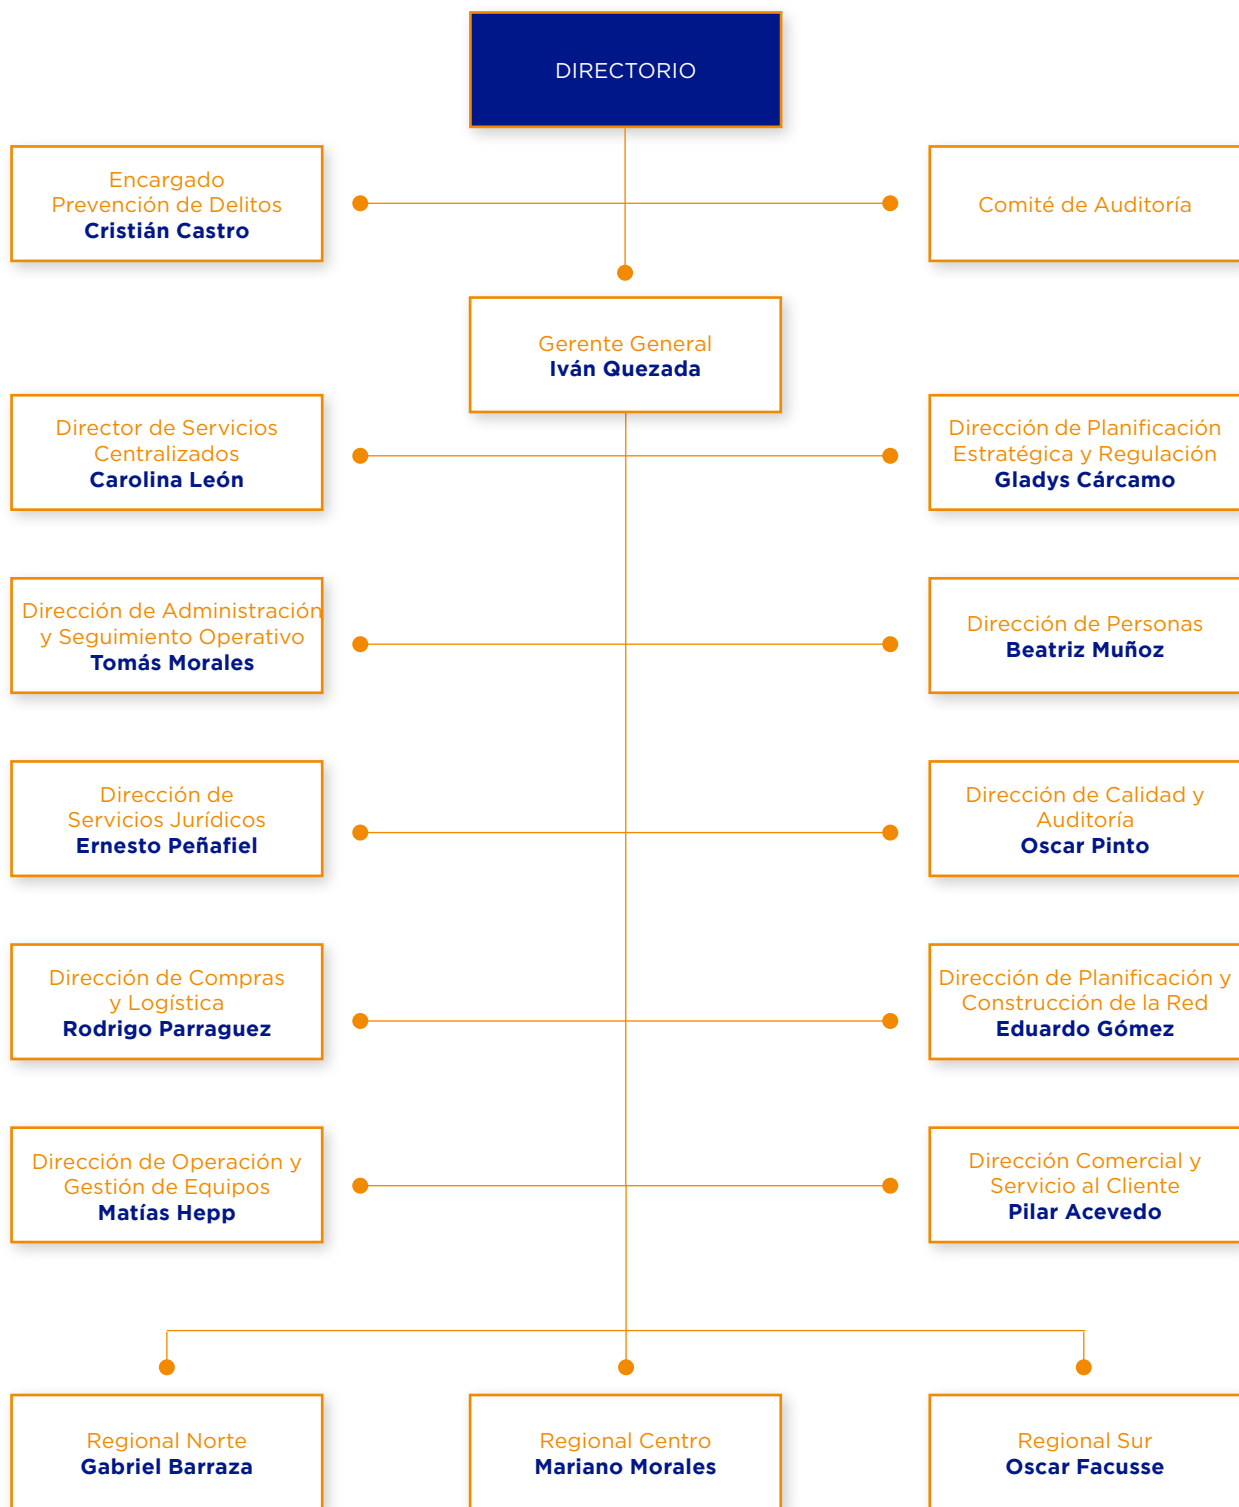 DIRECTORIO
Encargado
Prevención de Delitos
Cristián Castro
Comité de Auditoría
Gerente General
Iván Quezada
Director de Servicios
Centralizados
Carolina León
Dirección de Planificación
Estratégica y Regulación
Gladys Cárcamo
Dirección de Administración
y Seguimiento Operativo
Tomás Morales
Dirección de Personas
Beatriz Muñoz
Dirección de
Servicios Jurídicos
Ernesto Peñafiel
Dirección de Calidad y
Auditoría
Oscar Pinto
Dirección de Compras
y Logística
Rodrigo Parraguez
Dirección de Planificación y
Construcción de la Red
Eduardo Gómez
Dirección de Operación y
Gestión de Equipos
Matías Hepp
Dirección Comercial y
Servicio al Cliente
Pilar Acevedo
Regional Norte
Gabriel Barraza
Regional Centro
Mariano Morales
Regional Sur
Oscar Facusse